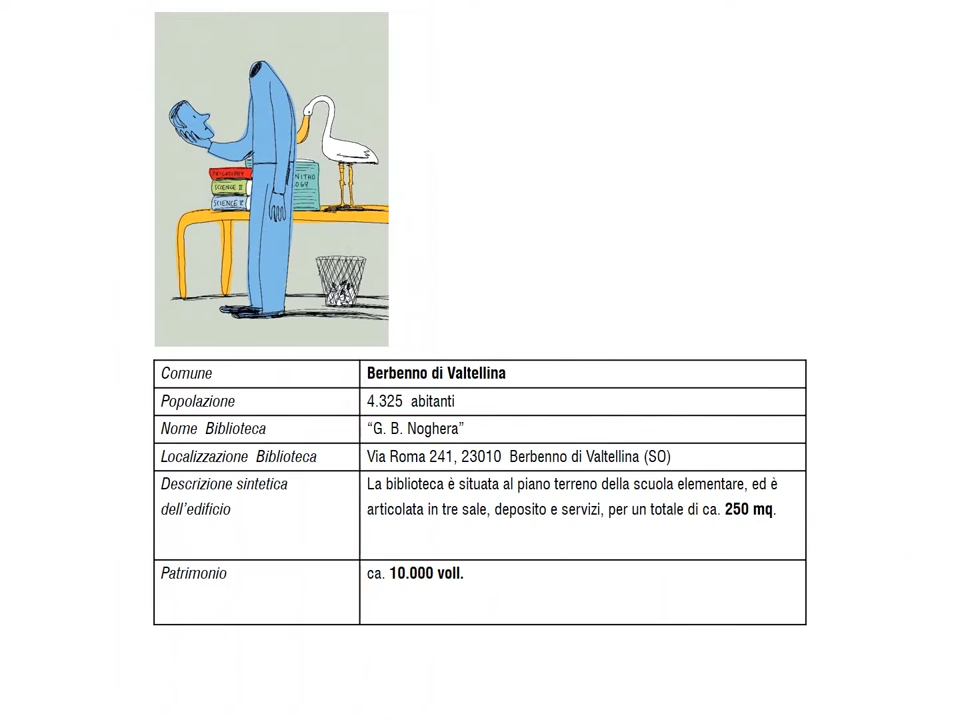 PHILOSOPHY
SCIENCE II
SCIENCE I
NITHO
LOGY
Comune Berbenno di Valtellina
Popolazione 4.325 abitanti
Nome Biblioteca “G. B. Noghera”
Localizzazione Biblioteca Via Roma 241, 23010 Berbenno di Valtellina (SO)
Descrizione sintetica La biblioteca è situata al piano terreno della scuola elementare, ed è
dell’edificio articolata in tre sale, deposito e servizi, per un totale di ca. 250 mq.
Patrimonio ca. 10.000 voll.